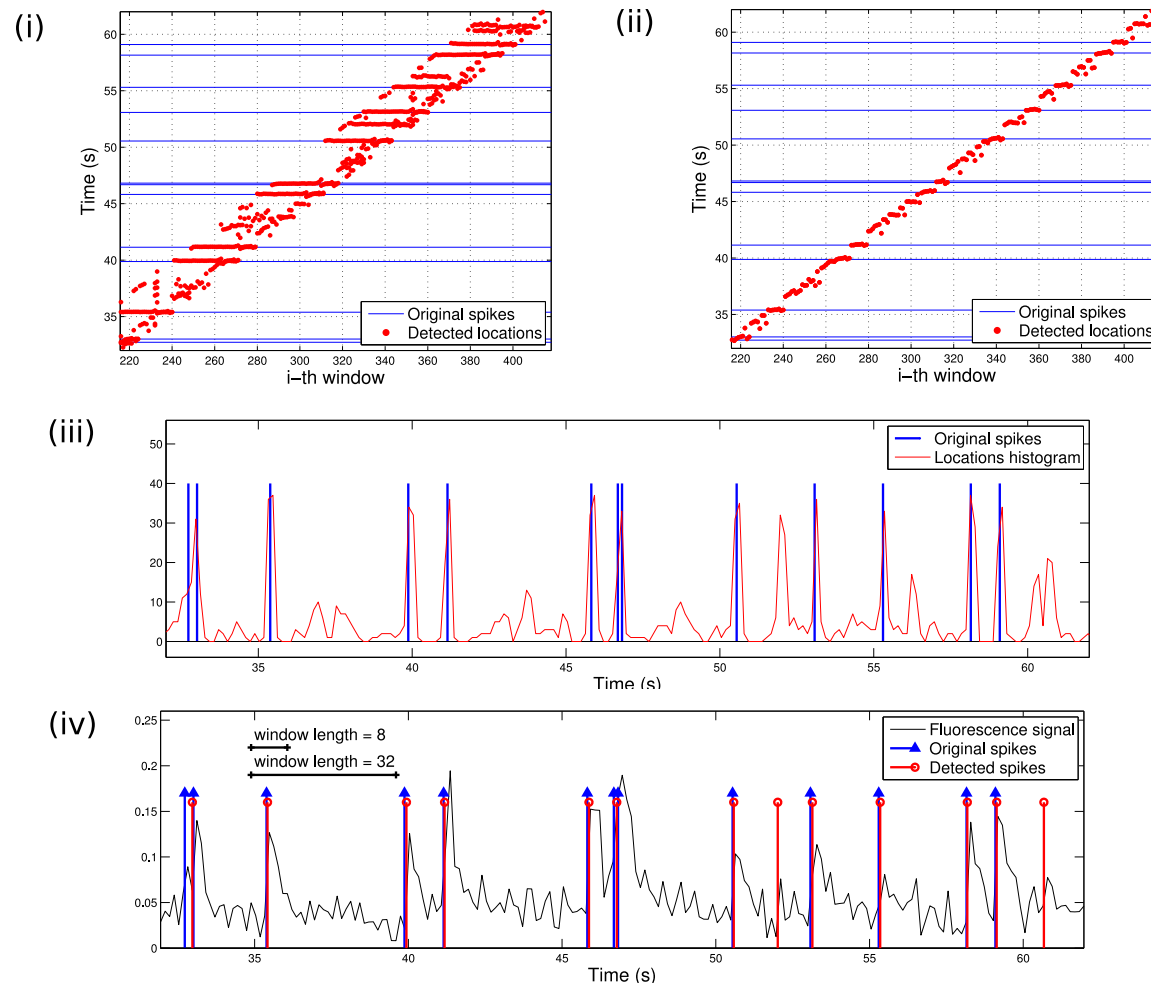 (i)
60
55
50
45
40
35
Time (s)
220 240 260 280 300 320 340 360 380 400
i−th window
Original spikes
Detected locations
(ii)
60
55
50
45
40
35
Time (s)
220 240 260 280 300 320 340 360 380 400
i−th window
Original spikes
Detected locations
(iii)
50
40
30
20
10
0
35 40 45 50 55 60
Time (s)
Original spikes
Locations histogram
(iv)
0.25
0.2
0.15
0.1
0.05
0
35 40 45 50 55 60
Time (s)
window length = 8
window length = 32
Fluorescence signal
Original spikes
Detected spikes